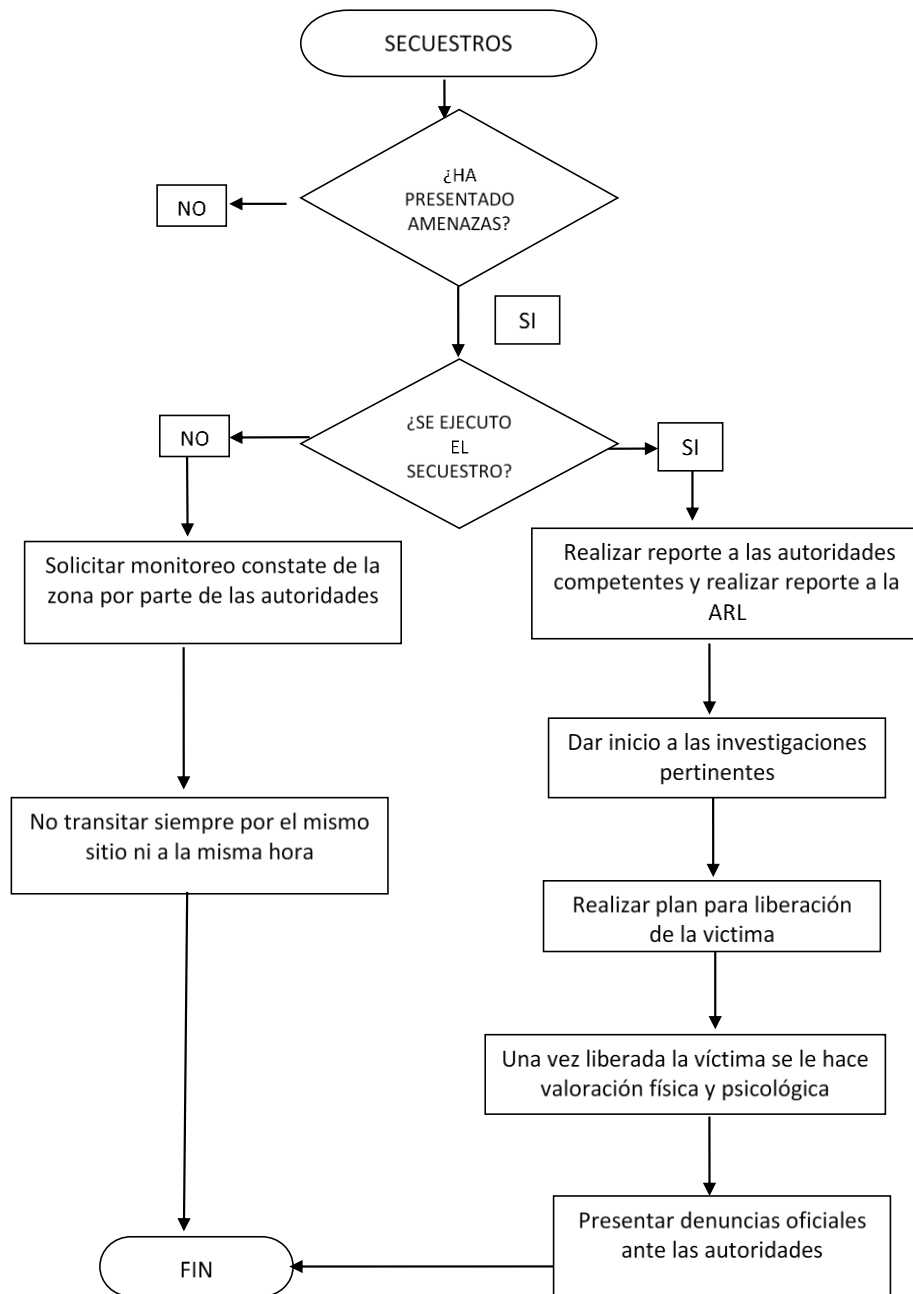 SECUESTROS
¿HA
PRESENTADO
AMENAZAS?
NO
SI
¿SE EJECUTO
EL
SECUESTRO?
NO
SI
Solicitar monitoreo constate de la
zona por parte de las autoridades
No transitar siempre por el mismo
sitio ni a la misma hora
Realizar reporte a las autoridades
competentes y realizar reporte a la
ARL
Dar inicio a las investigaciones
pertinentes
Realizar plan para liberación
de la victima
Una vez liberada la víctima se le hace
valoración física y psicológica
Presentar denuncias oficiales
ante las autoridades
FIN